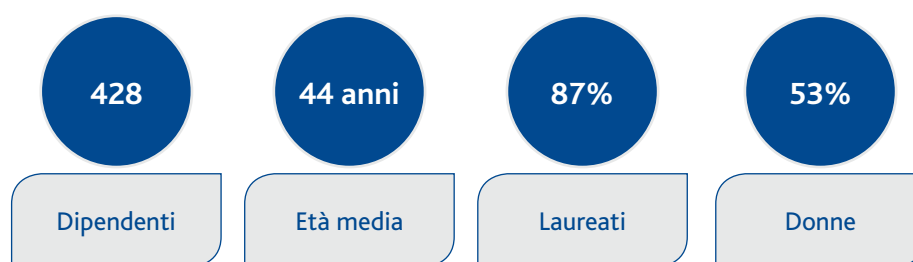 428
44 anni
87%
53%
Dipendenti
Età media
Laureati
Donne